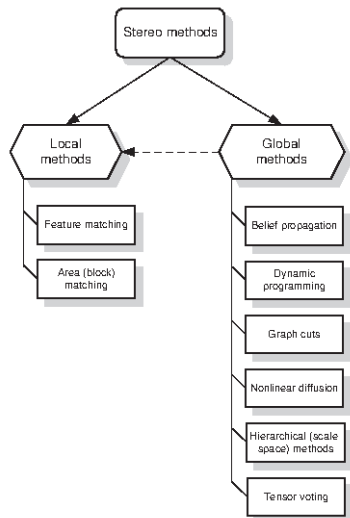 Stereo methods
Local
methods
Global
methods
Feature matching
Area (block)
matching
Belief propagation
Dynamic
programming
Graph cuts
Nonlinear diffusion
Hierarchical (scale
space) methods
Tensor voting